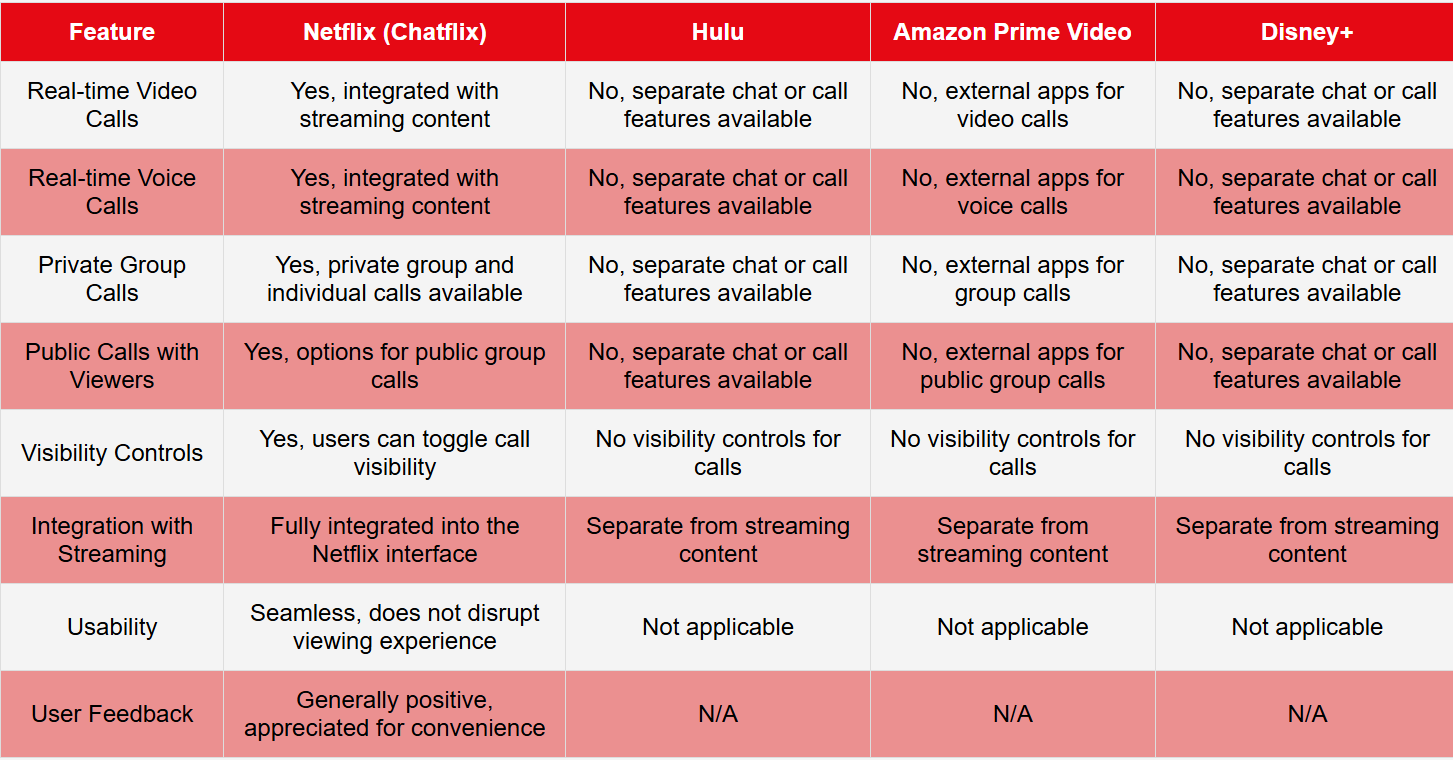 Feature Netflix (Chatflix) Hulu Amazon Prime Video Disney+
Real-time Video Calls
Yes, integrated with streaming content
No, separate chat or call features available
No, external apps for video calls
No, separate chat or call features available
Real-time Voice Calls
Yes, integrated with streaming content
No, separate chat or call features available
No, external apps for voice calls
No, separate chat or call features available
Private Group Calls
Yes, private group and individual calls available
No, separate chat or call features available
No, external apps for group calls
No, separate chat or call features available
Public Calls with Viewers
Yes, options for public group calls
No, separate chat or call features available
No, external apps for public group calls
No, separate chat or call features available
Visibility Controls
Yes, users can toggle call visibility
No visibility controls for calls
No visibility controls for calls
No visibility controls for calls
Integration with Streaming
Fully integrated into the Netflix interface
Separate from streaming content
Separate from streaming content
Separate from streaming content
Usability
Seamless, does not disrupt viewing experience
Not applicable
Not applicable
Not applicable
User Feedback
Generally positive, appreciated for convenience
N/A
N/A
N/A